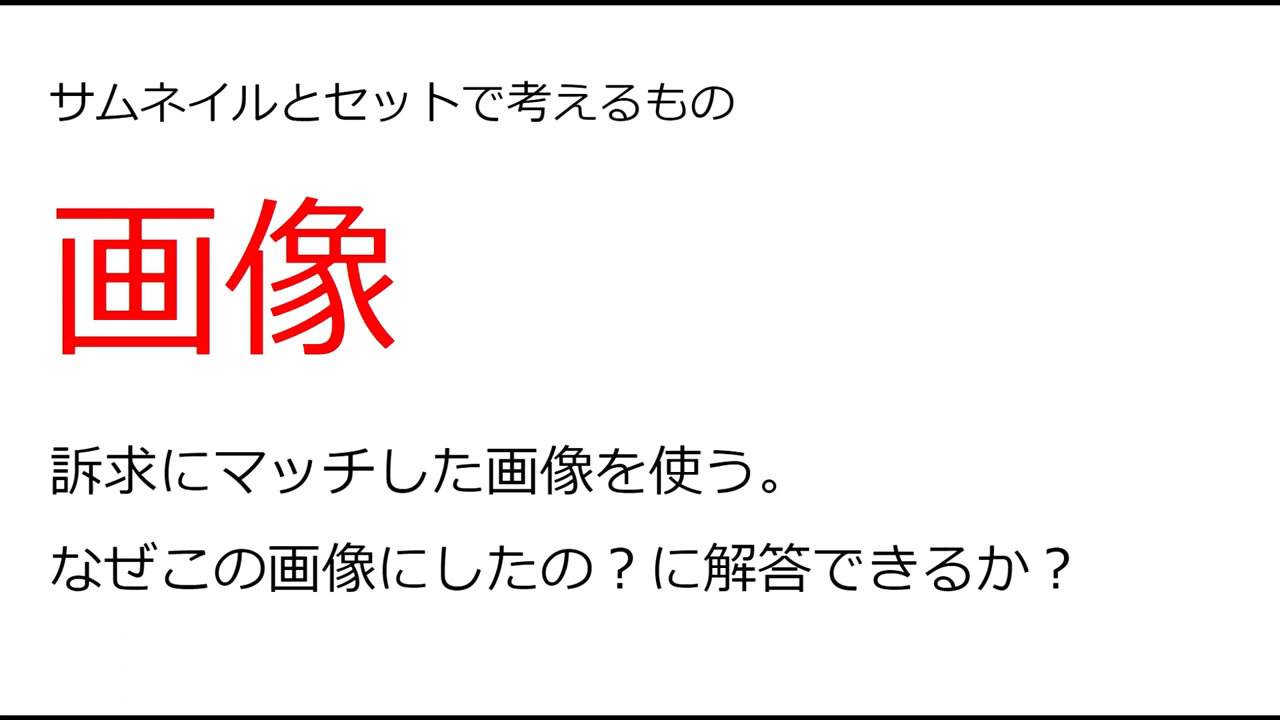 サムネイルとセットで考えるもの
画像
訴求にマッチした画像を使う。
なぜこの画像にしたの？に解答できるか？